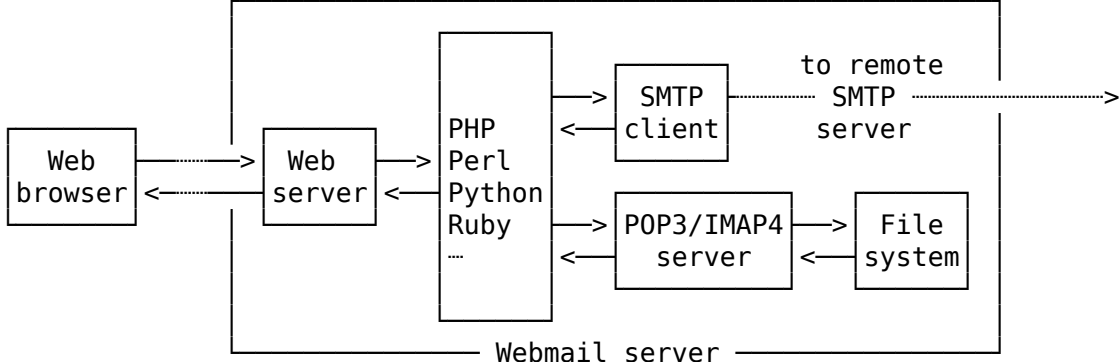 Web
browser
Web
server
PHP
Perl
Python
Ruby
....
SMTP
client
to remote
SMTP
server
POP3/IMAP4
server
File
system
Webmail server